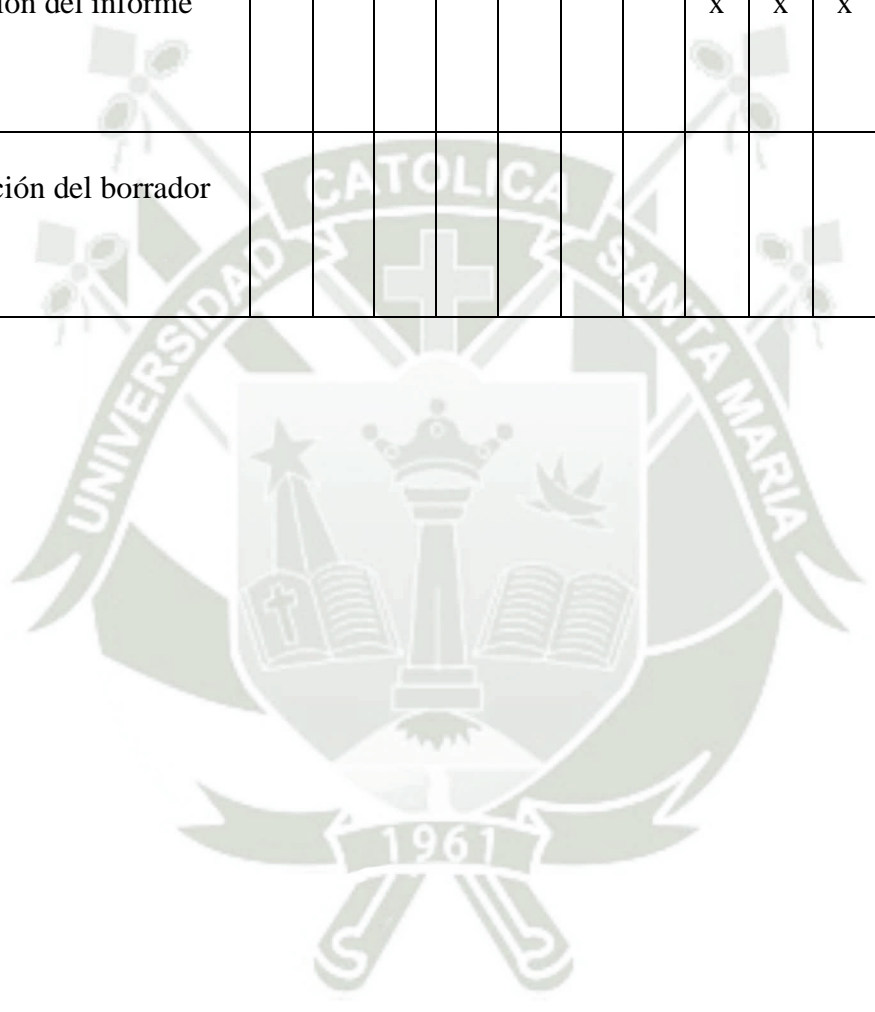 ión del informe x x x
ción del borrador
UNIVERSIDAD CATOLICA SANTA MARIA
1961